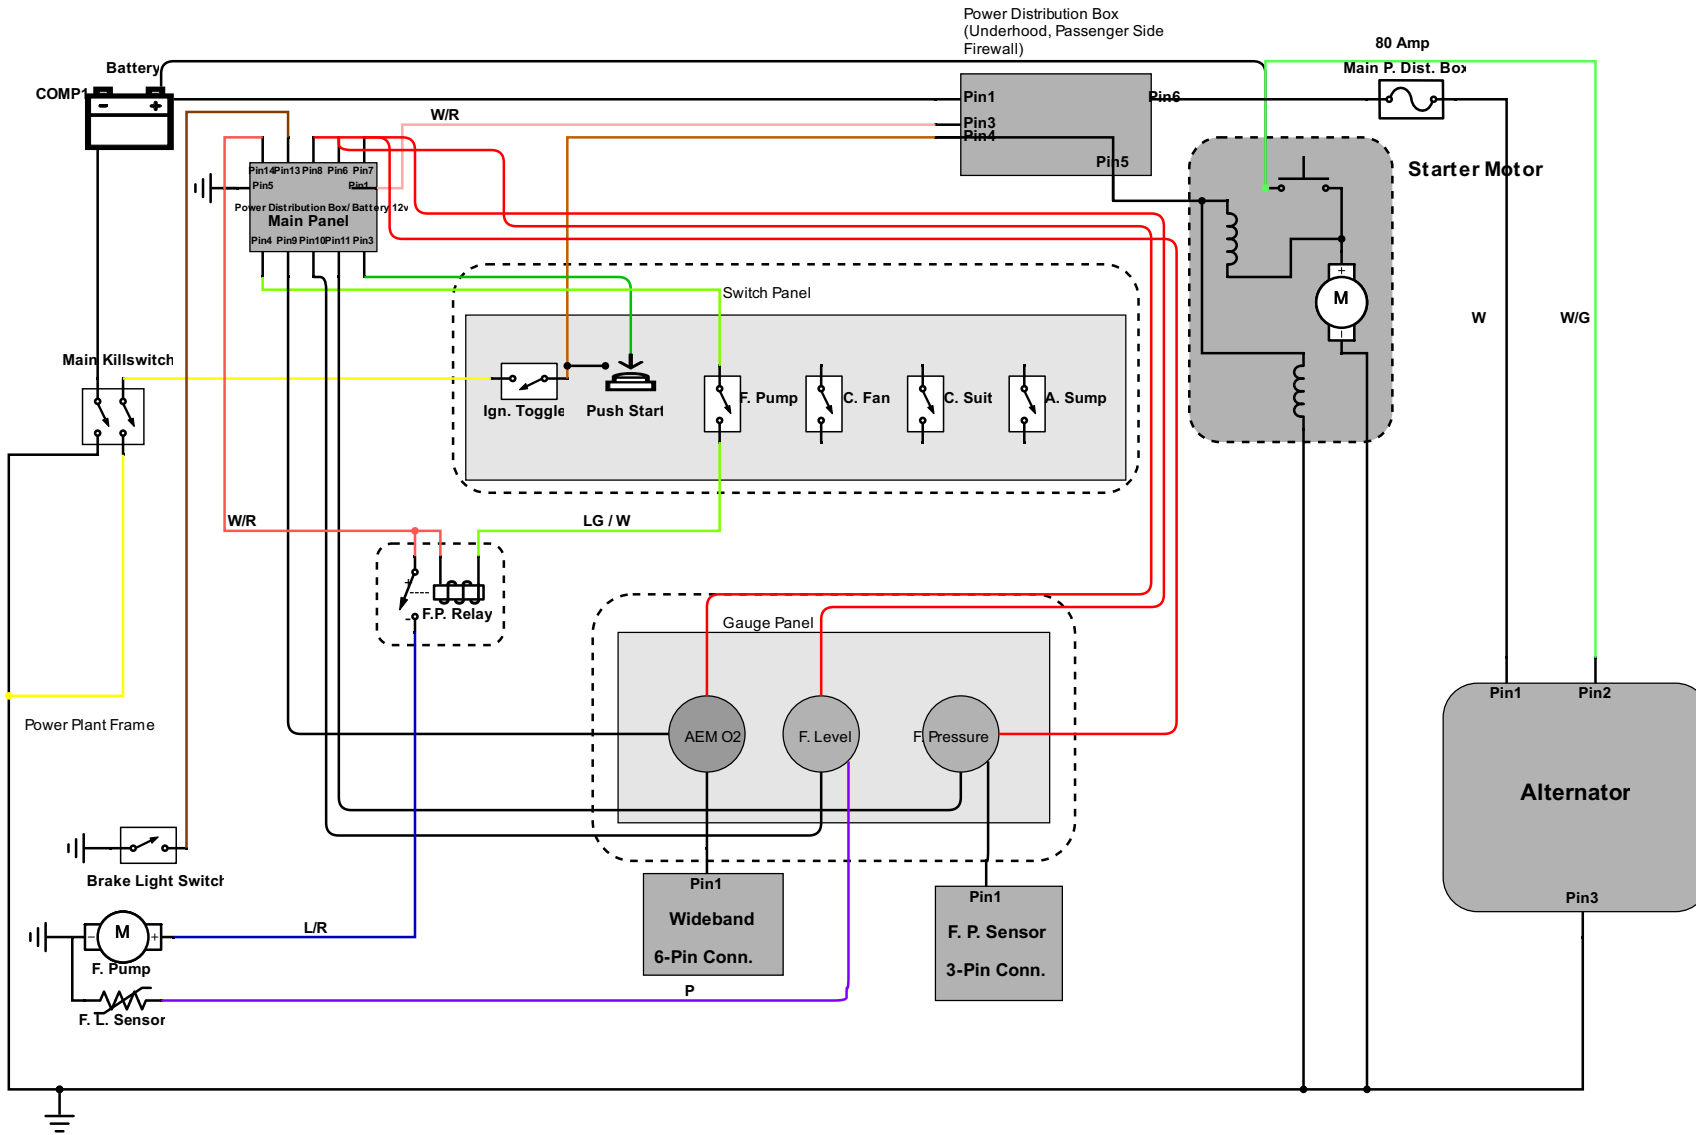 Power Distribution Box
(Underhood, Passenger Side
Firewall)
80 Amp
Main P. Dist. Box
Battery
COMP1
- +
W/R
Pin1
Pin3
Pin4
Pin5
Pin6
Starter Motor
Pin14 Pin13 Pin8 Pin6 Pin7
Pin5
Pin1
Power Distribution Box/ Battery 12v
Main Panel
Pin4 Pin9 Pin10 Pin11 Pin3
Switch Panel
+
M
-
W
W/G
Main Killswitch
Ign. Toggle
Push Start
F. Pump
C. Fan
C. Suit
A. Sump
W/R
LG / W
+
-
F.P. Relay
Gauge Panel
Power Plant Frame
AEM O2
F. Level
F. Pressure
Pin1
Pin2
Alternator
Pin3
Brake Light Switch
- M +
F. Pump
L/R
F. L. Sensor
P
Pin1
Wideband
6-Pin Conn.
Pin1
F. P. Sensor
3-Pin Conn.